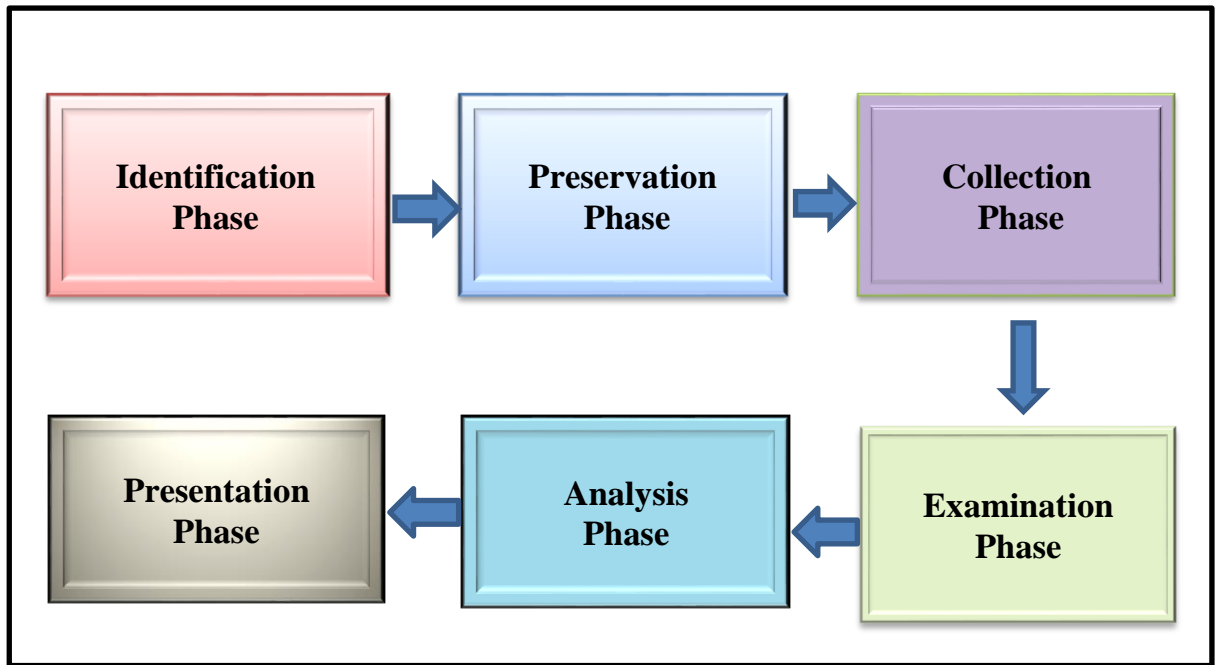 Identification
Phase
Preservation
Phase
Collection
Phase
Examination
Phase
Analysis
Phase
Presentation
Phase